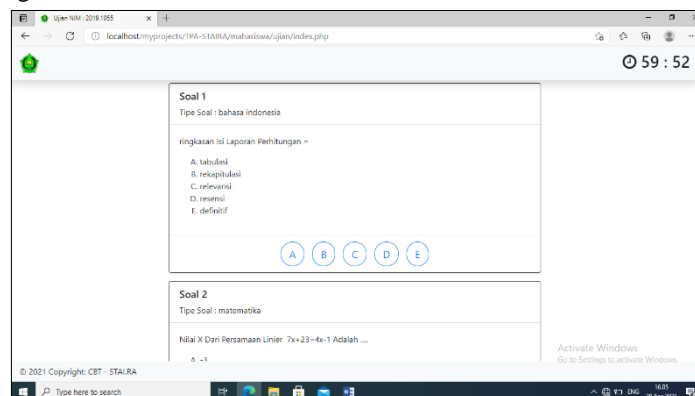 Ujian NIM : 2019.1055
localhost/myprojects/TPA-STAIRA/mahasiswa/ujian/index.php
59 : 52
Soal 1
Tipe Soal : bahasa indonesia
ringkasan Isi Laporan Perhitungan =
A. tabulasi
B. rekapitulasi
C. relevansi
D. resensi
E. definitif
A B C D E
Soal 2
Tipe Soal : matematika
Nilai X Dari Persamaan Linier 7x+23=4x-1 Adalah ....
A. -3
Activate Windows
Go to Settings to activate Windows.
© 2021 Copyright: CBT - STAI.RA
Type here to search
ENG
16.05